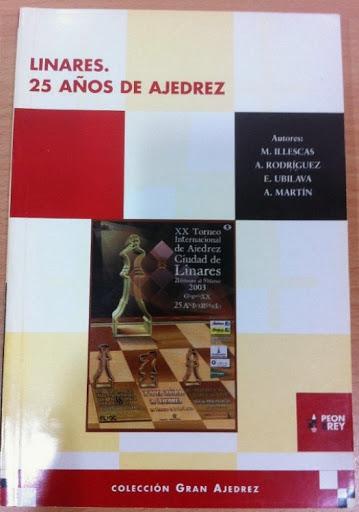 LINARES.
25 AÑOS DE AJEDREZ
Autores:
M. ILLESCAS
A. RODRÍGUEZ
E. UBILAVA
A. MARTÍN
XX Torneo
Internacional
de Ajedrez
Ciudad de
Linares
2003
PEON
REY
COLECCIÓN GRAN AJEDREZ